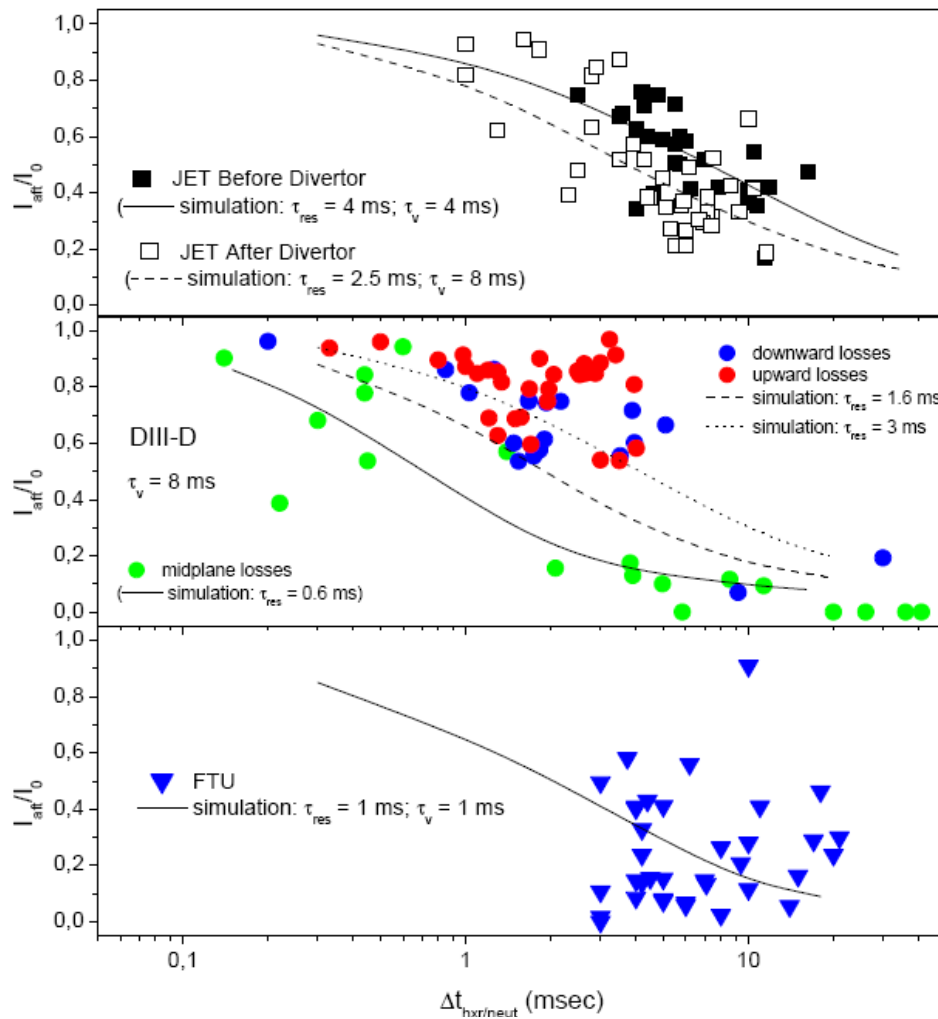 1,0
0,8
0,6
0,4
0,2
0,0
I_aft/I_0
JET Before Divertor
(— simulation: τ_res = 4 ms; τ_v = 4 ms)
JET After Divertor
(---- simulation: τ_res = 2.5 ms; τ_v = 8 ms)
1,0
0,8
0,6
0,4
0,2
0,0
I_aft/I_0
downward losses
upward losses
simulation: τ_res = 1.6 ms
simulation: τ_res = 3 ms
DIII-D
τ_v = 8 ms
midplane losses
(— simulation: τ_res = 0.6 ms)
1,0
0,8
0,6
0,4
0,2
0,0
I_aft/I_0
FTU
simulation: τ_res = 1 ms; τ_v = 1 ms
0,1
1
10
Δt_hxr/neut (msec)